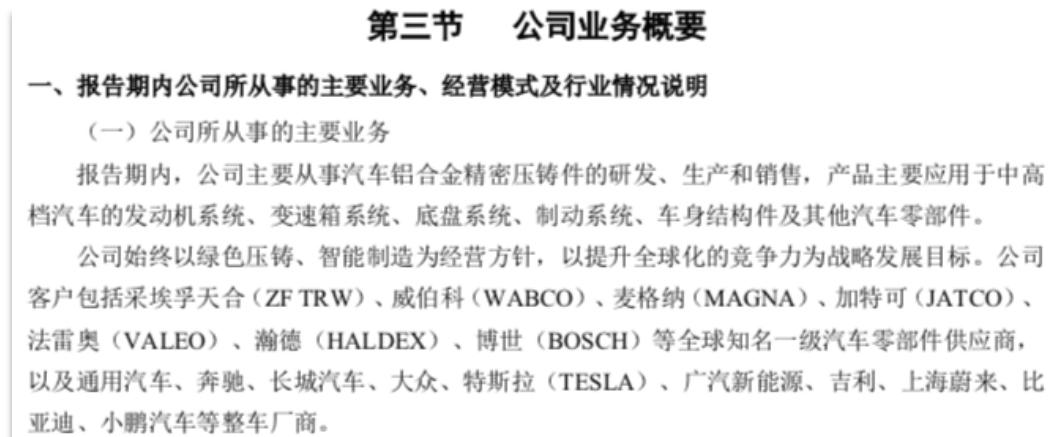 第三节 公司业务概要
一、报告期内公司所从事的主要业务、经营模式及行业情况说明
（一）公司所从事的主要业务
报告期内，公司主要从事汽车铝合金精密压铸件的研发、生产和销售，产品主要应用于中高
档汽车的发动机系统、变速箱系统、底盘系统、制动系统、车身结构件及其他汽车零部件。
公司始终以绿色压铸、智能制造为经营方针，以提升全球化的竞争力为战略发展目标。公司
客户包括采埃孚天合（ZF TRW）、威伯科（WABCO）、麦格纳（MAGNA）、加特可（JATCO）、
法雷奥（VALEO）、瀚德（HALDEX）、博世（BOSCH）等全球知名一级汽车零部件供应商，
以及通用汽车、奔驰、长城汽车、大众、特斯拉（TESLA）、广汽新能源、吉利、上海蔚来、比
亚迪、小鹏汽车等整车厂商。